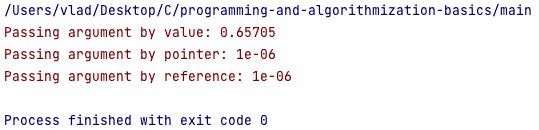 /Users/vlad/Desktop/C/programming-and-algorithmization-basics/main
Passing argument by value: 0.65705
Passing argument by pointer: 1e-06
Passing argument by reference: 1e-06
Process finished with exit code 0